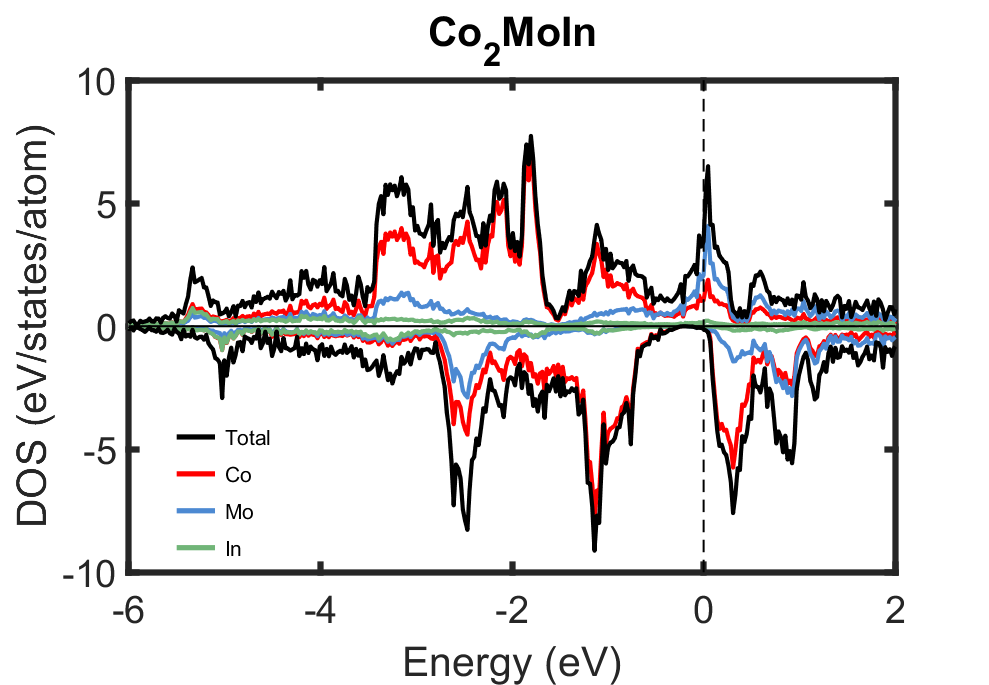 Co₂MoIn
10
5
0
-5
-10
DOS (eV/states/atom)
Total
Co
Mo
In
-6 -4 -2 0 2
Energy (eV)